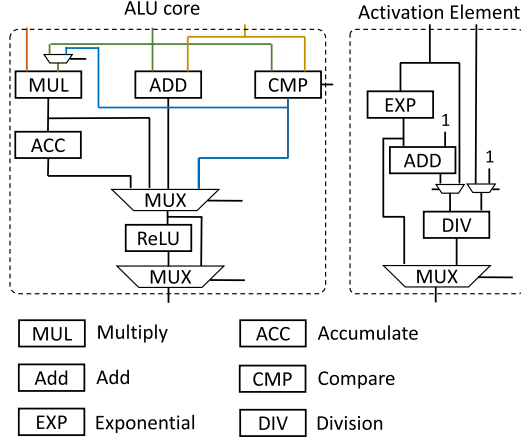 ALU core
Activation Element
MUL
ADD
CMP
EXP
1
ACC
ADD
1
MUX
DIV
ReLU
MUX
MUX
MUL Multiply
ACC Accumulate
Add Add
CMP Compare
EXP Exponential
DIV Division